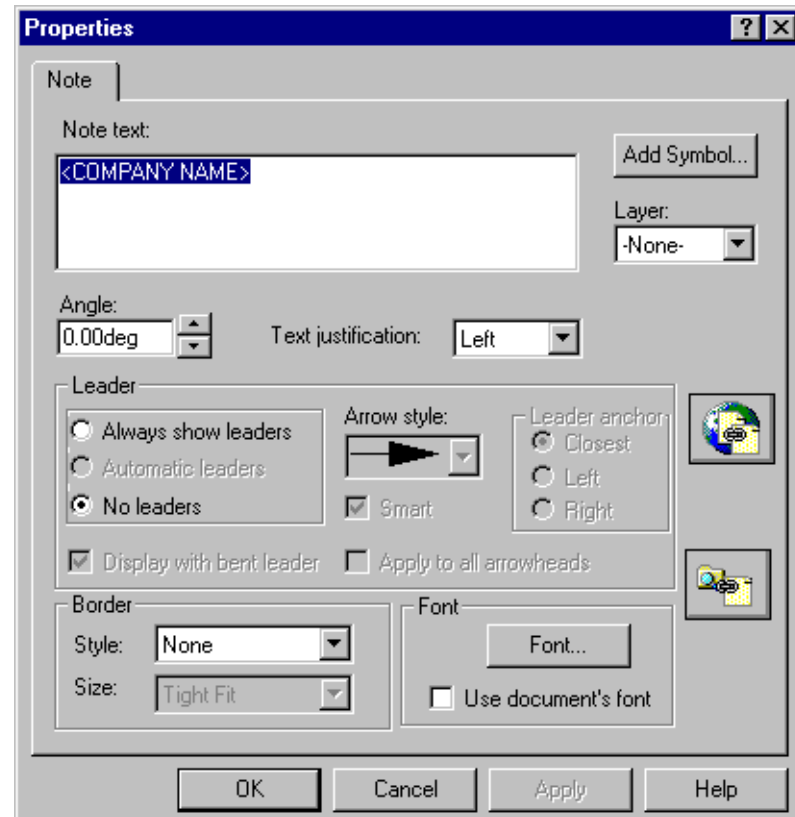 Properties
Note
Note text:
<COMPANY NAME>
Add Symbol...
Layer:
-None-
Angle:
0.00deg
Text justification:
Left
Leader
Always show leaders
Automatic leaders
No leaders
Arrow style:
Smart
Leader anchor
Closest
Left
Right
Display with bent leader
Apply to all arrowheads
Border
Style:
None
Size:
Tight Fit
Font
Font...
Use document's font
OK
Cancel
Apply
Help